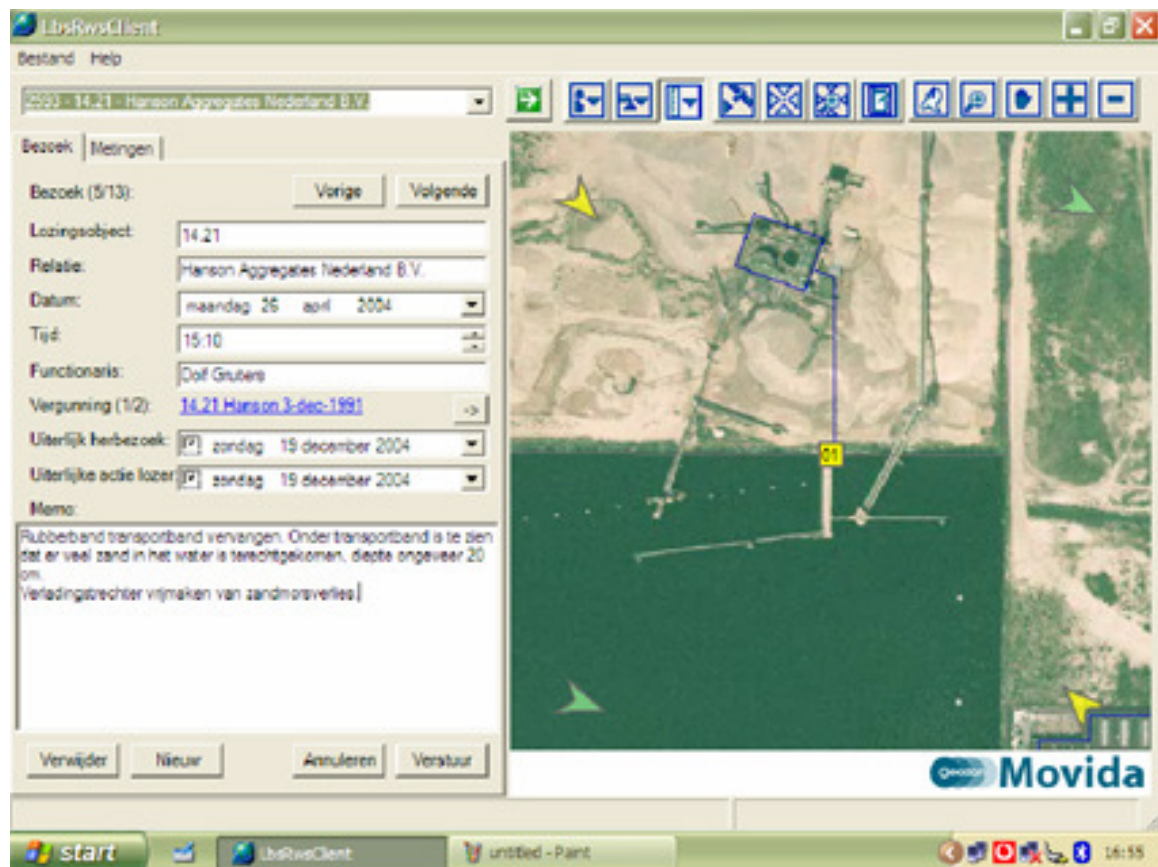 LbsRwsClient
Bestand Help
2593 - 14.21 - Hanson Aggregates Nederland B.V.
Bezoek Metingen
Bezoek (5/13): Vorige Volgende
Lozingsobject: 14.21
Relatie: Hanson Aggregates Nederland B.V.
Datum: maandag 26 april 2004
Tijd: 15:10
Functionaris: Dolf Grubers
Vergunning (1/2): 14.21.Hanson 3-dec-1991 ->
Uiterlijk herbezoek: zondag 19 december 2004
Uiterlijke actie lozer zondag 19 december 2004
Memo:
Rubberband transportband vervangen. Onder transportband is te zien
dat er veel zand in het water is terechtgekomen, diepte ongeveer 20
cm.
Verladingstrechter vrijmaken van zandmorsverlies.
Verwijder Nieuw Annuleren Verstuur
01
Movida
start LbsRwsClient untitled - Paint 16:55